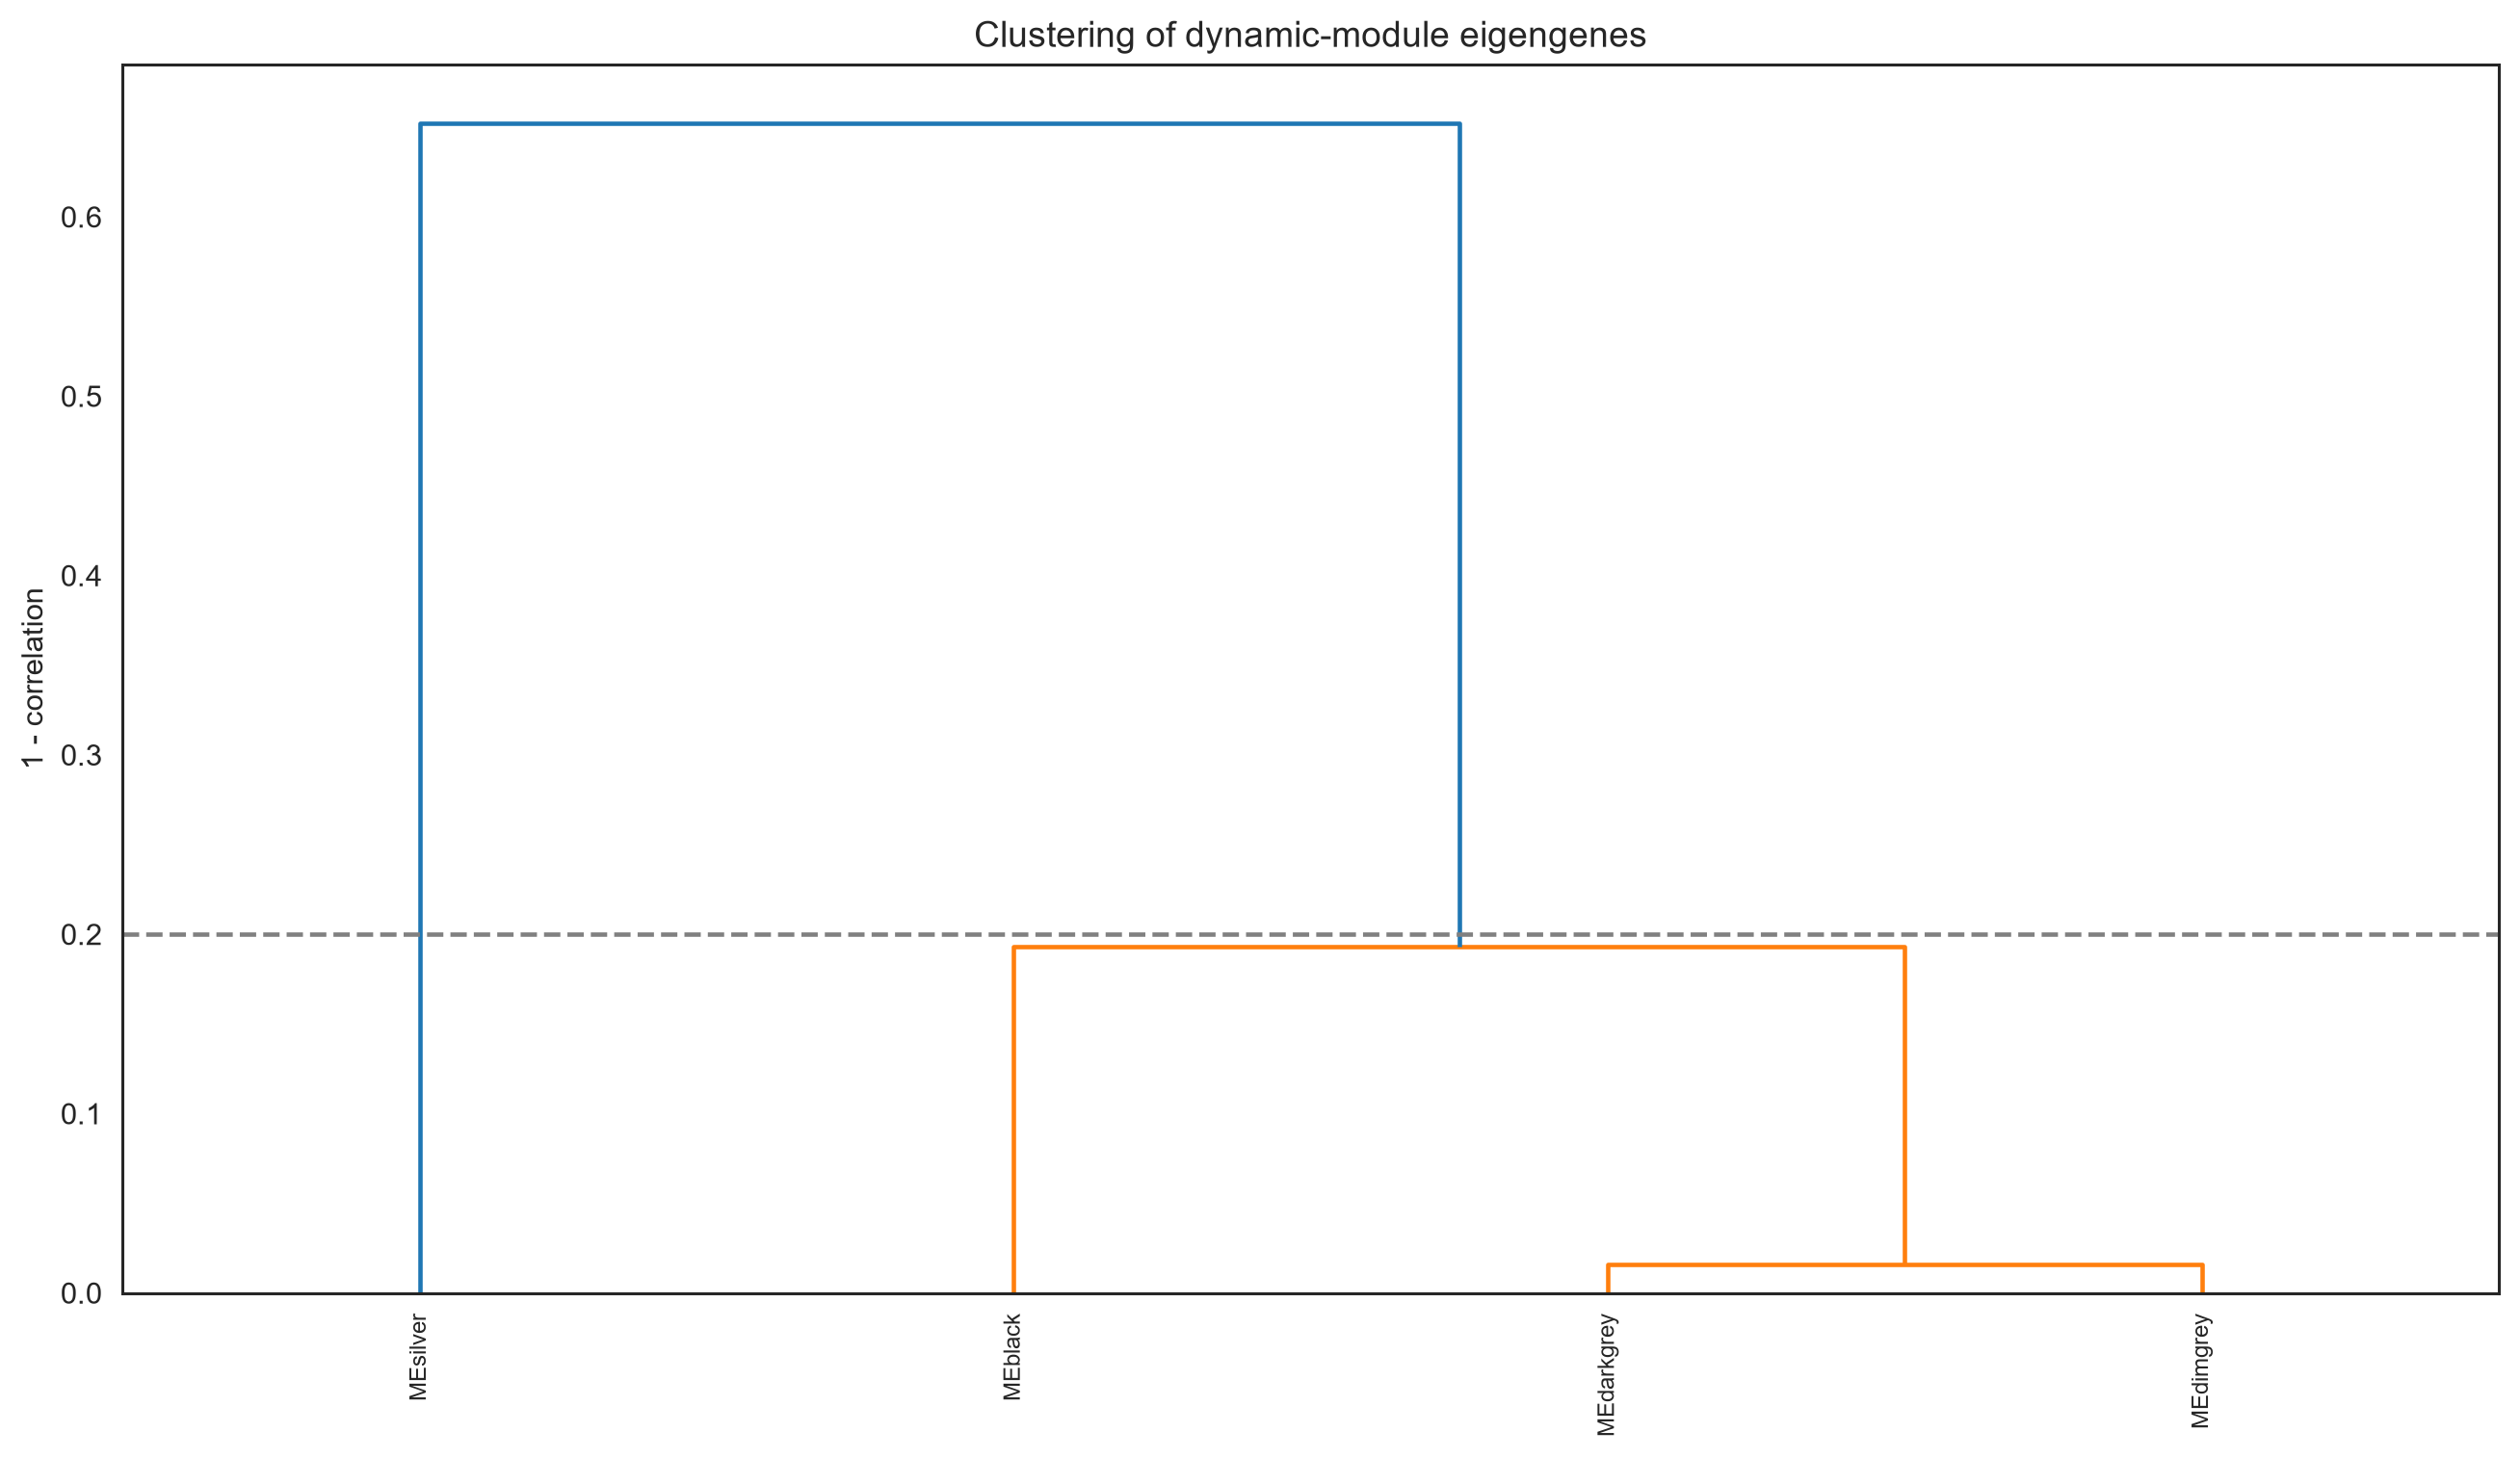 Clustering of dynamic-module eigengenes
1 - correlation
0.6
0.5
0.4
0.3
0.2
0.1
0.0
MEsilver
MEblack
MEdarkgrey
MEdimgrey